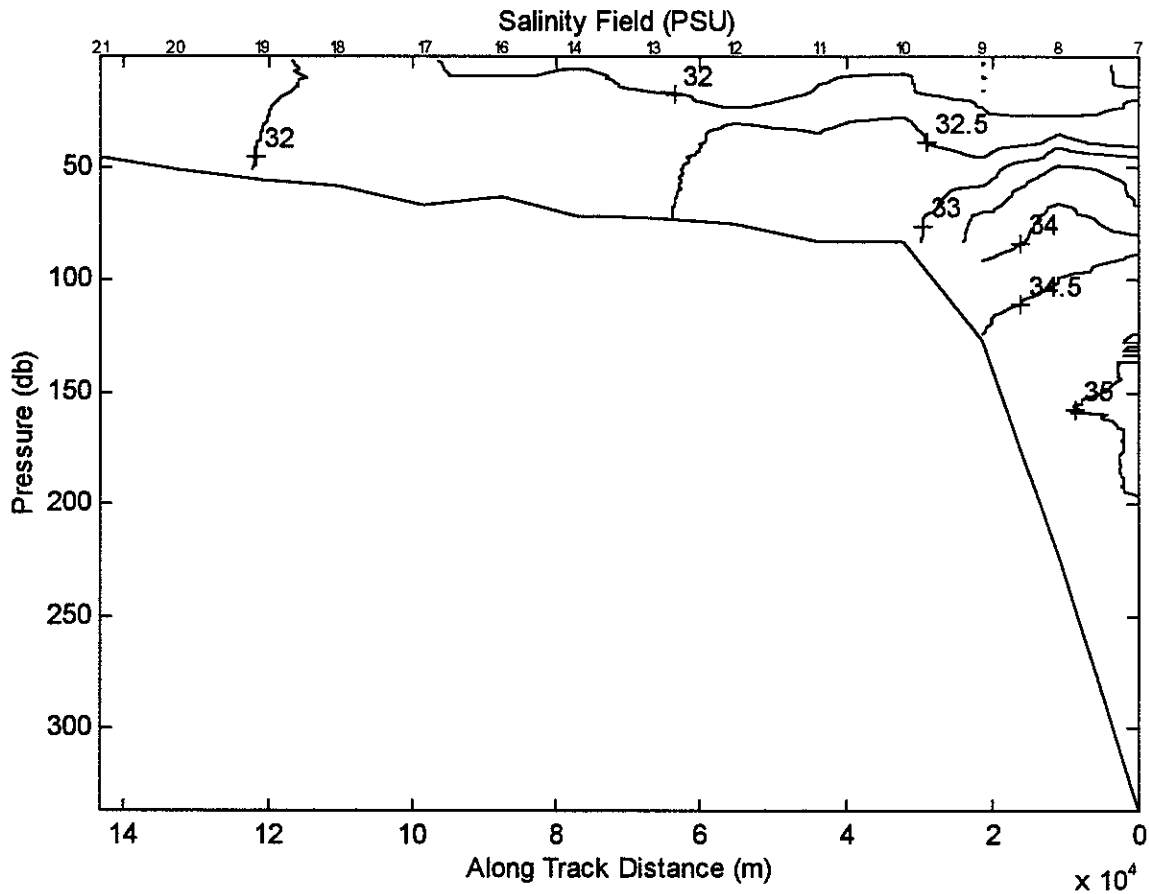 Salinity Field (PSU)
21 20 19 18 17 16 14 13 12 11 10 9 8 7
32
32
32.5
33
34
34.5
35
50
100
150
200
250
300
Pressure (db)
14 12 10 8 6 4 2 0
Along Track Distance (m)
x 10^4